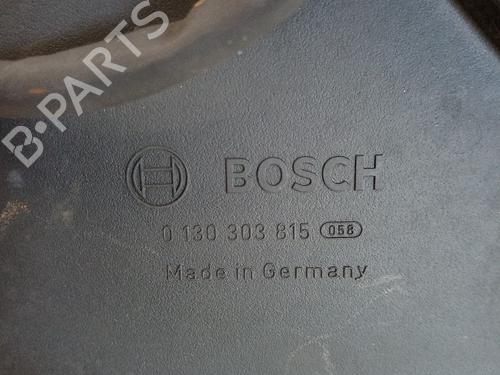 B-PARTS
BOSCH
0 130 303 815 058
Made in Germany